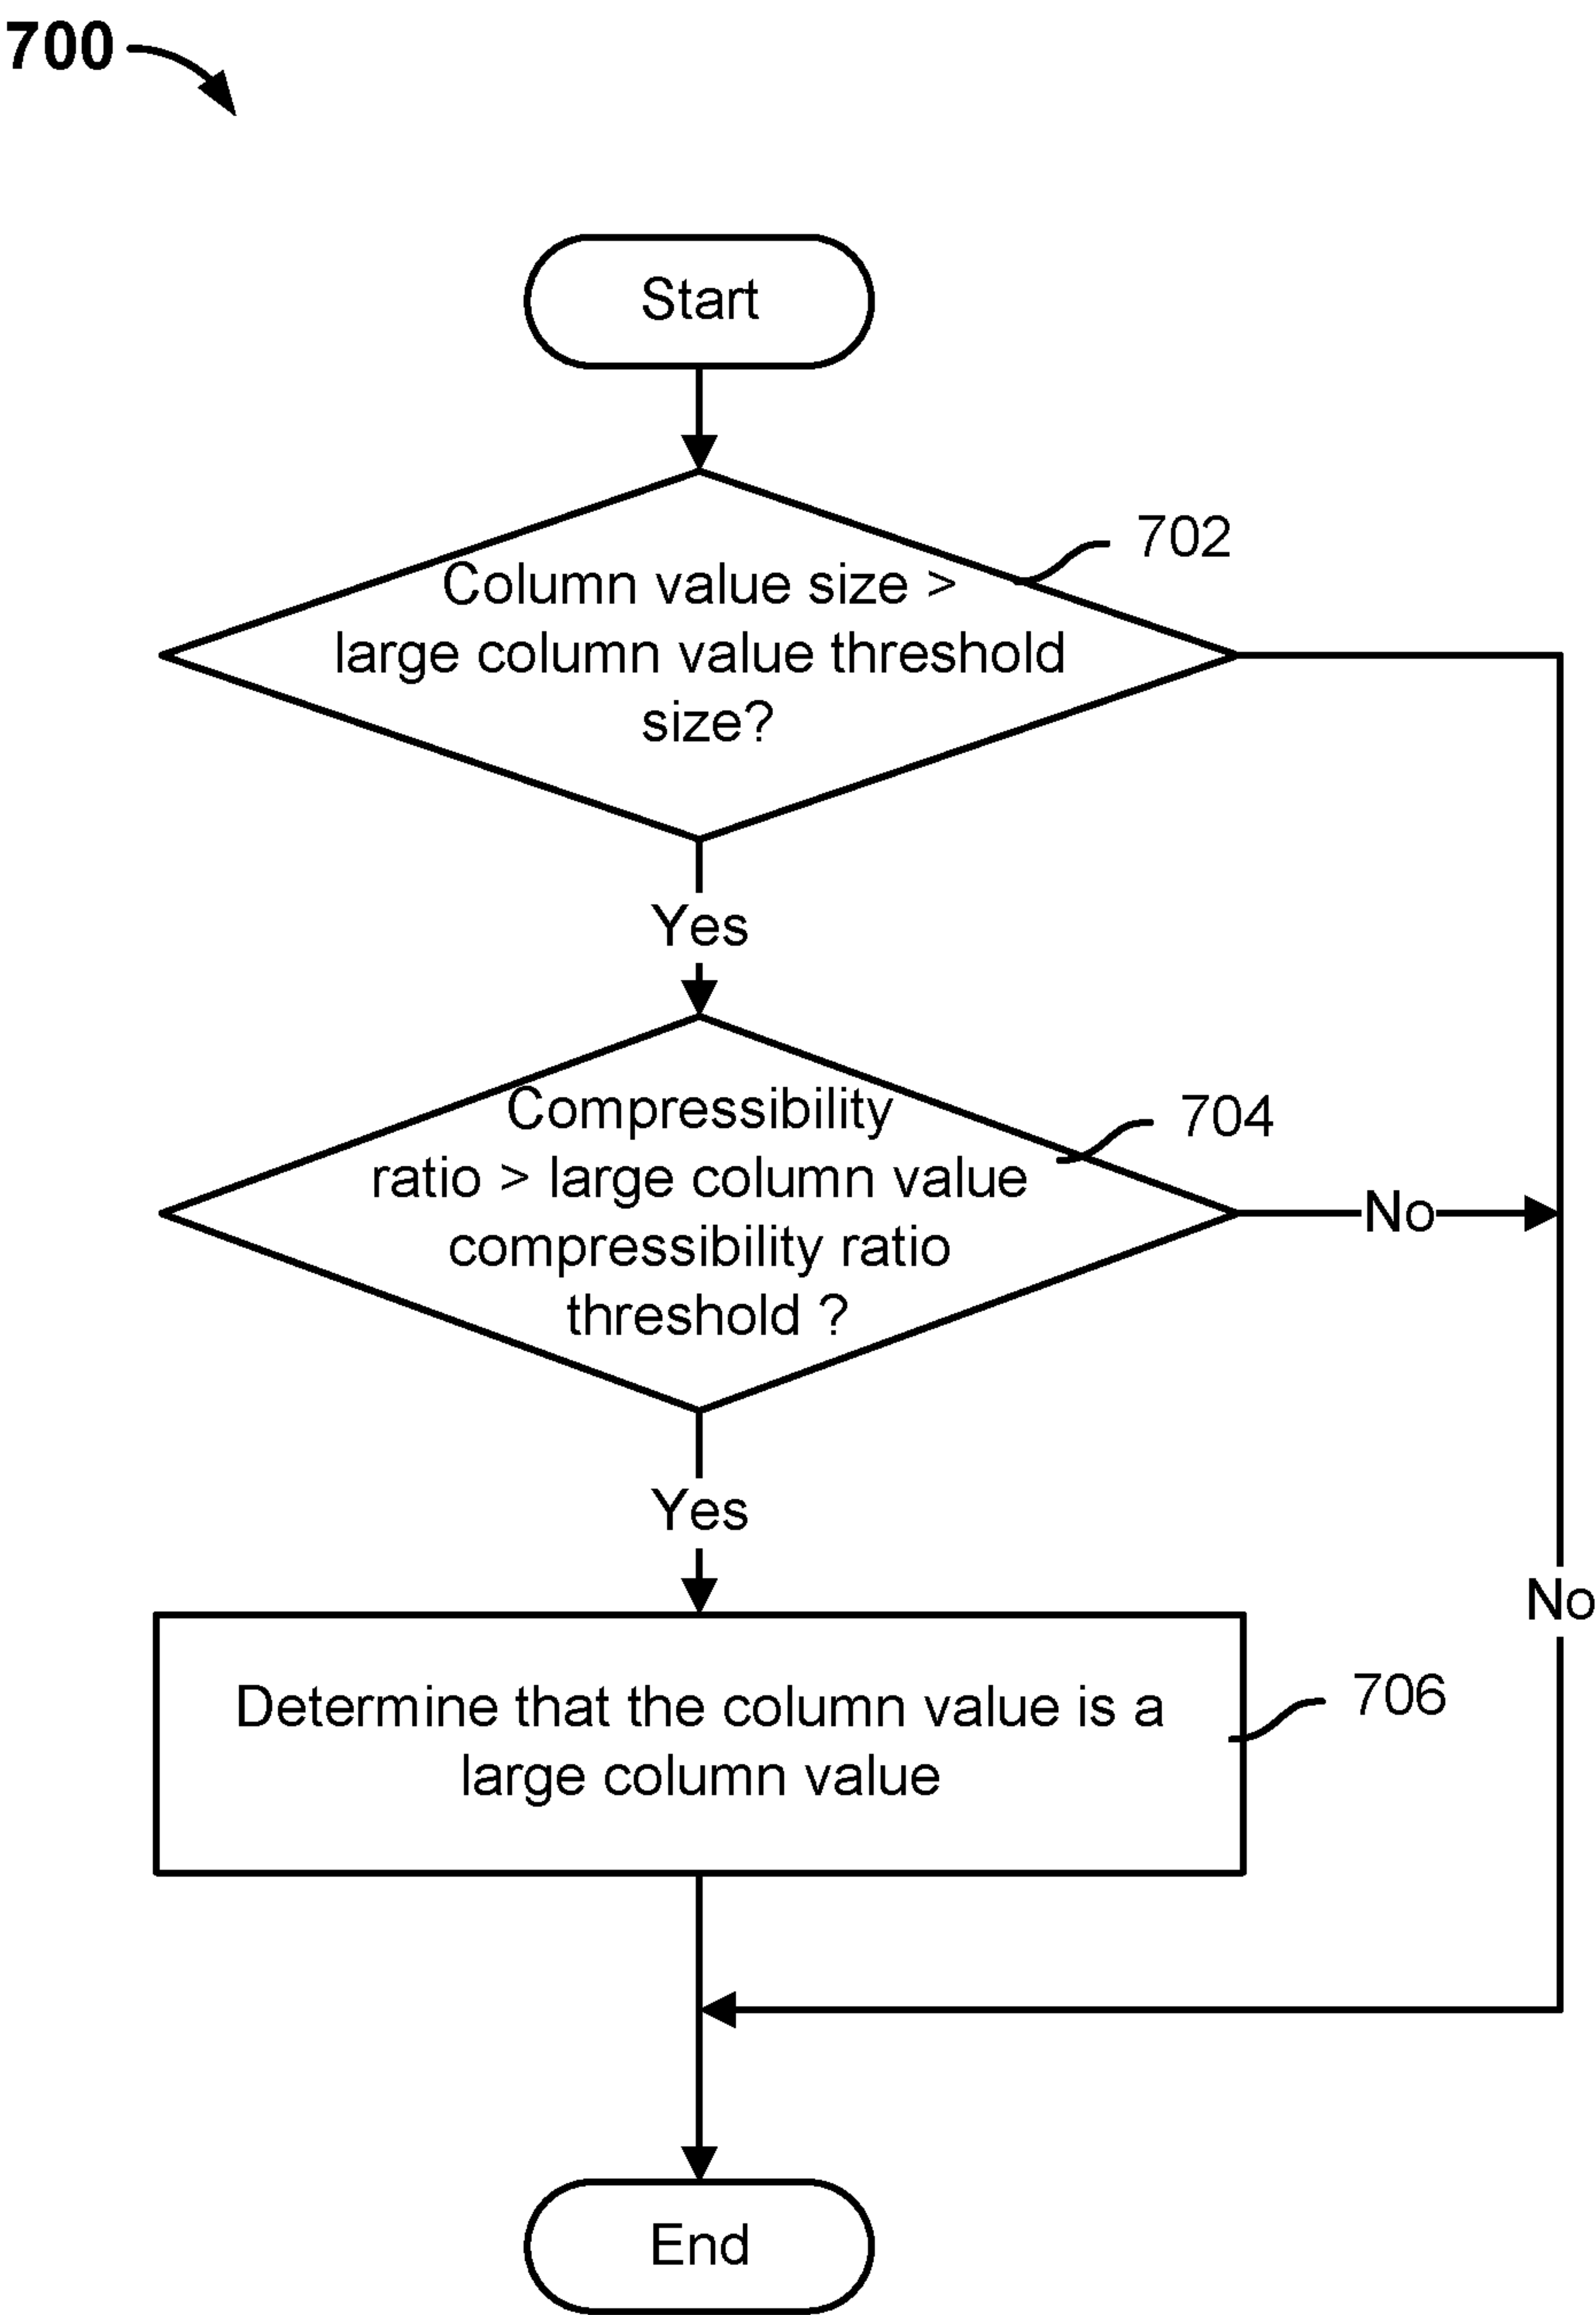 700
Start
702
Column value size >
large column value threshold
size?
Yes
704
Compressibility
ratio > large column value
compressibility ratio
threshold ?
No
Yes
No
706
Determine that the column value is a
large column value
End